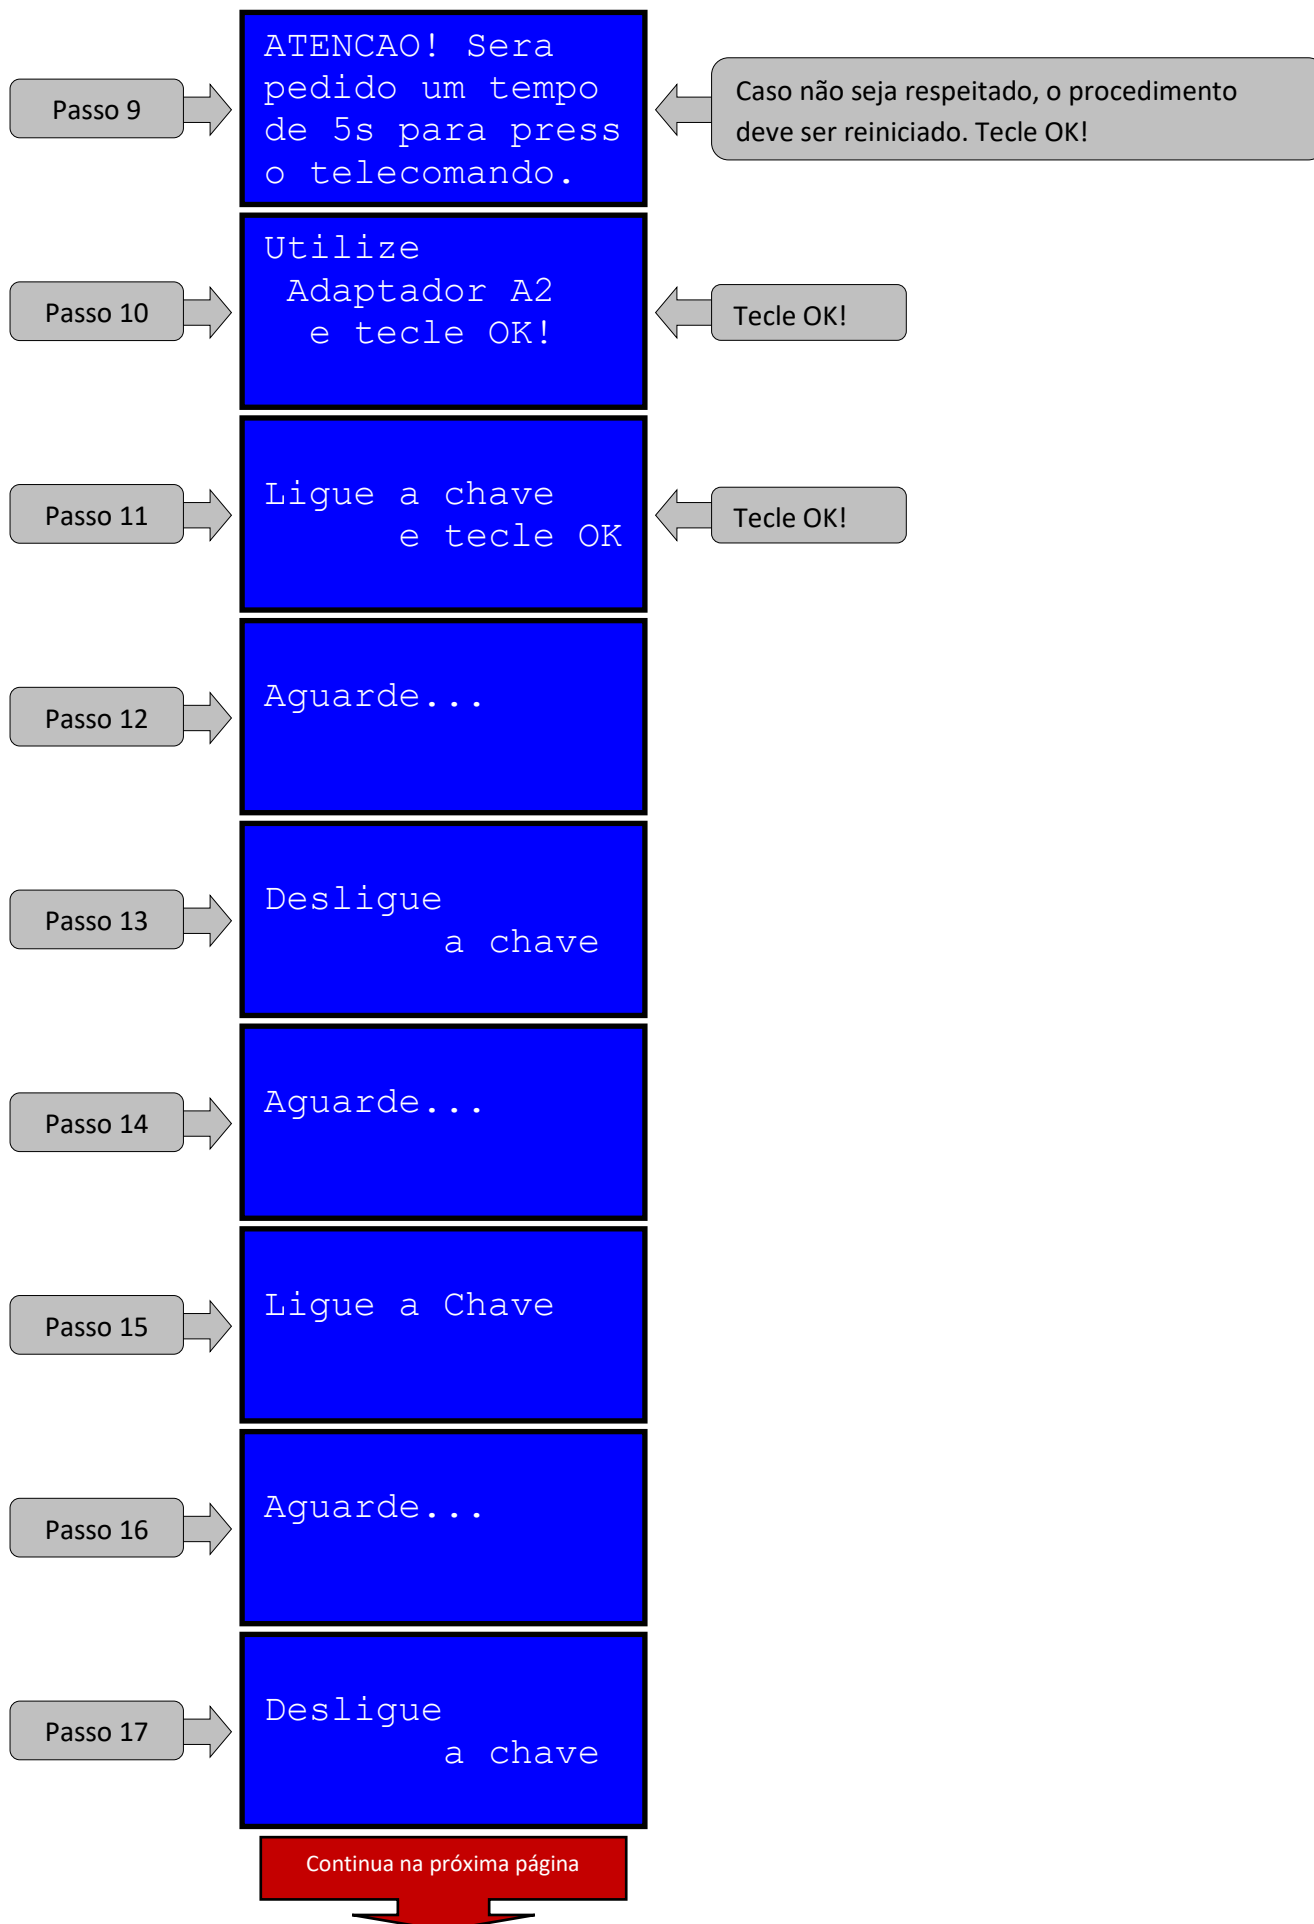 Passo 9
ATENCAO! Sera
pedido um tempo
de 5s para press
o telecomando.
Caso não seja respeitado, o procedimento
deve ser reiniciado. Tecle OK!
Passo 10
Utilize
Adaptador A2
e tecle OK!
Tecle OK!
Passo 11
Ligue a chave
e tecle OK
Tecle OK!
Passo 12
Aguarde...
Passo 13
Desligue
a chave
Passo 14
Aguarde...
Passo 15
Ligue a Chave
Passo 16
Aguarde...
Passo 17
Desligue
a chave
Continua na próxima página